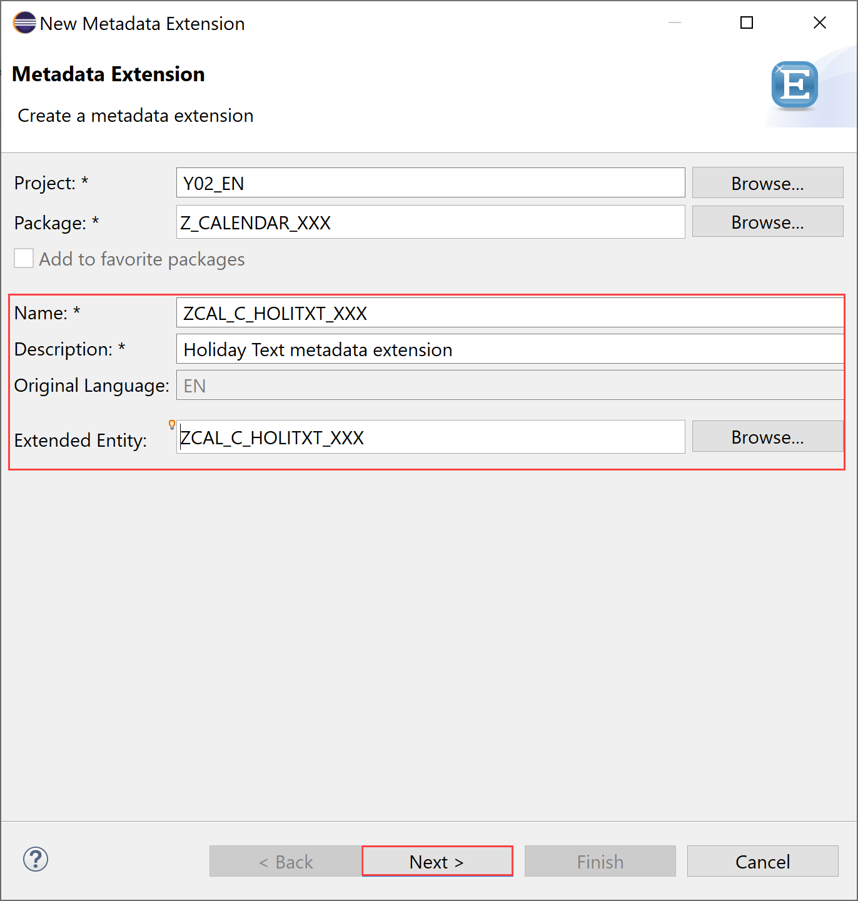 New Metadata Extension
Metadata Extension
E
Create a metadata extension
Project: * Y02_EN Browse...
Package: * Z_CALENDAR_XXX Browse...
Add to favorite packages
Name: * ZCAL_C_HOLITXT_XXX
Description: * Holiday Text metadata extension
Original Language: EN
Extended Entity: ZCAL_C_HOLITXT_XXX Browse...
? < Back Next > Finish Cancel